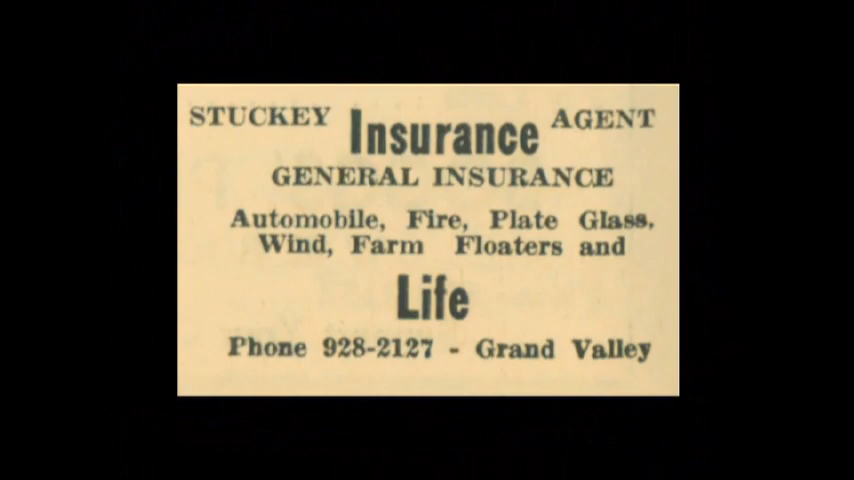 STUCKEY Insurance AGENT
GENERAL INSURANCE
Automobile, Fire, Plate Glass,
Wind, Farm Floaters and
Life
Phone 928-2127 - Grand Valley